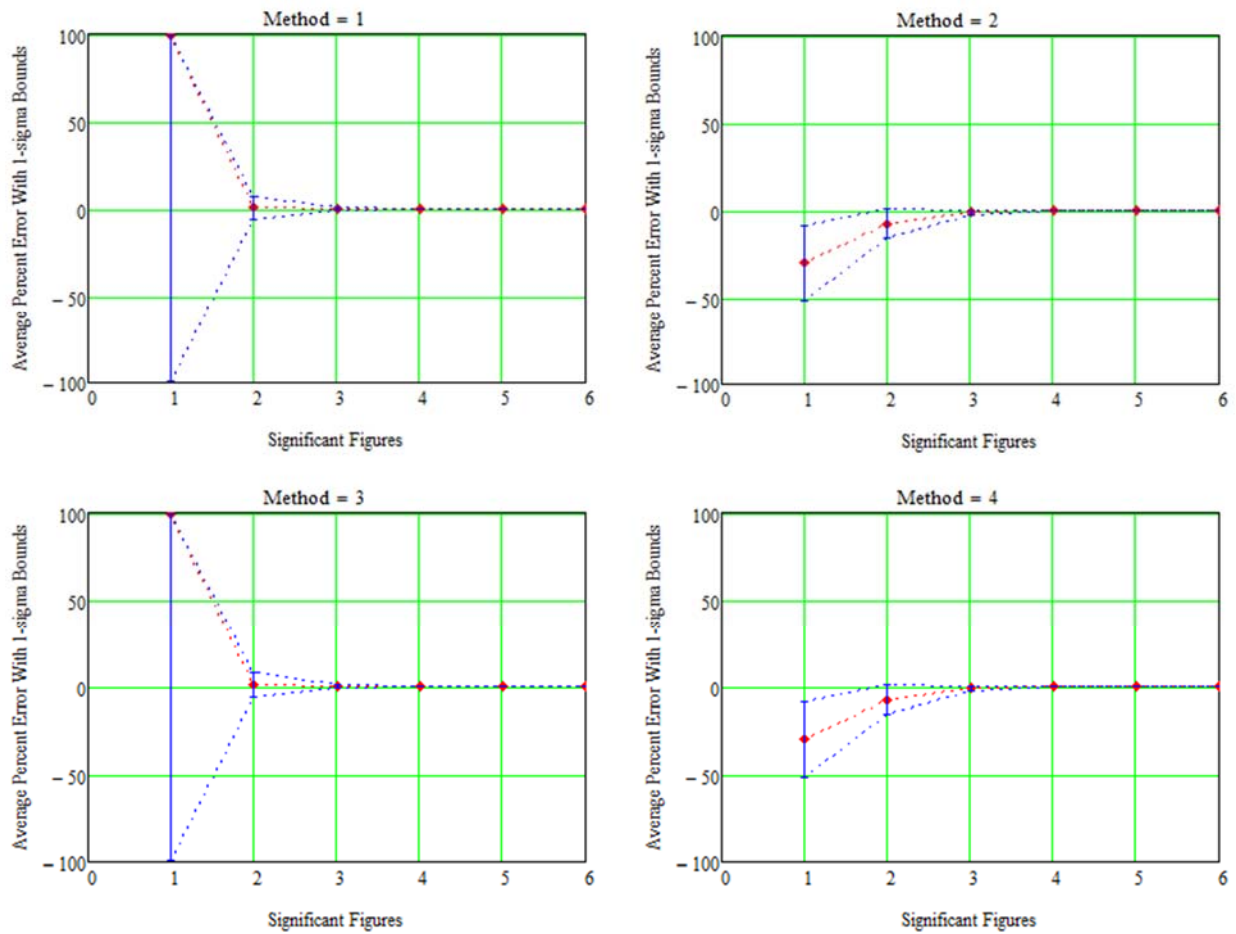 Method = 1
Average Percent Error With 1-sigma Bounds
100
50
0
− 50
− 100
0 1 2 3 4 5 6
Significant Figures
Method = 2
Average Percent Error With 1-sigma Bounds
100
50
0
− 50
− 100
0 1 2 3 4 5 6
Significant Figures
Method = 3
Average Percent Error With 1-sigma Bounds
100
50
0
− 50
− 100
0 1 2 3 4 5 6
Significant Figures
Method = 4
Average Percent Error With 1-sigma Bounds
100
50
0
− 50
− 100
0 1 2 3 4 5 6
Significant Figures